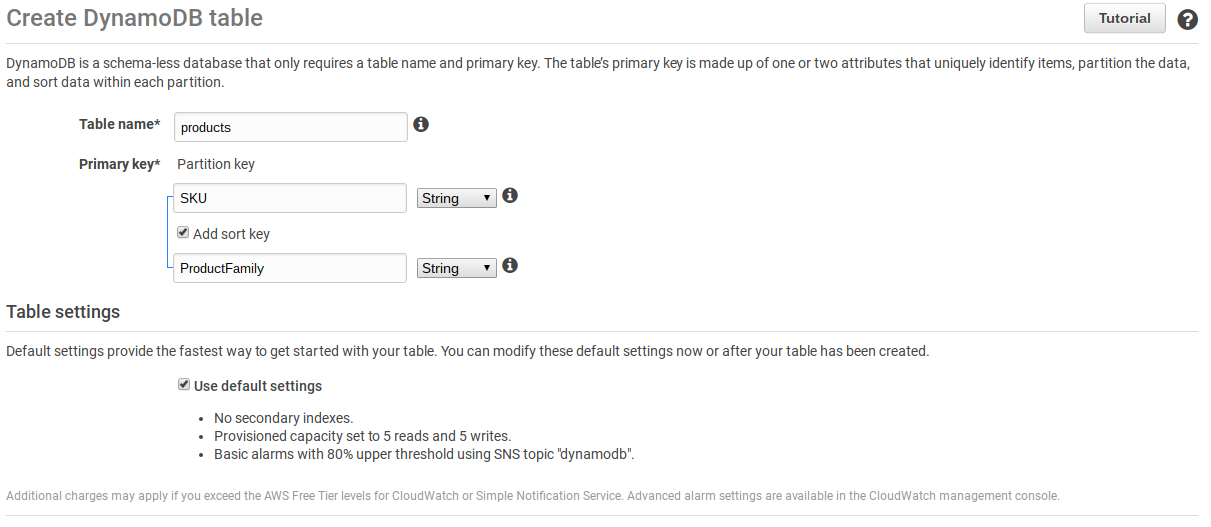 Create DynamoDB table
Tutorial
DynamoDB is a schema-less database that only requires a table name and primary key. The table's primary key is made up of one or two attributes that uniquely identify items, partition the data,
and sort data within each partition.
Table name*
products
Primary key*
Partition key
SKU
String
Add sort key
ProductFamily
String
Table settings
Default settings provide the fastest way to get started with your table. You can modify these default settings now or after your table has been created.
Use default settings
• No secondary indexes.
• Provisioned capacity set to 5 reads and 5 writes.
• Basic alarms with 80% upper threshold using SNS topic "dynamodb".
Additional charges may apply if you exceed the AWS Free Tier levels for CloudWatch or Simple Notification Service. Advanced alarm settings are available in the CloudWatch management console.